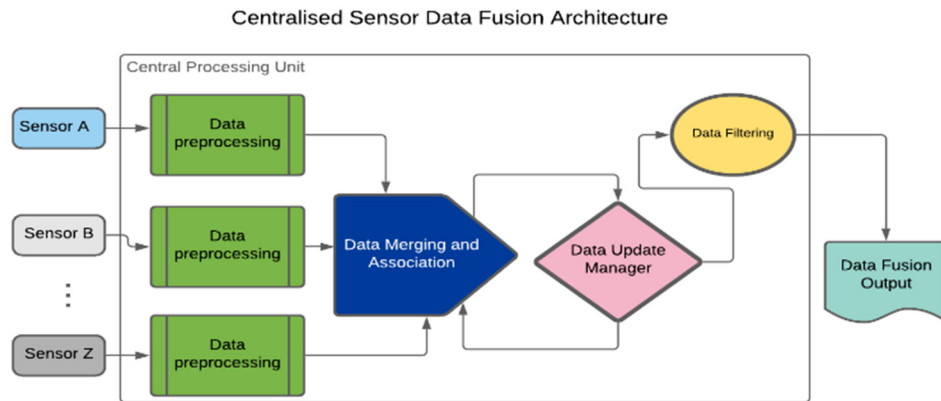 Centralised Sensor Data Fusion Architecture
Central Processing Unit
Sensor A
Data
preprocessing
Data Filtering
Sensor B
Data
preprocessing
Data Merging and
Association
Data Update
Manager
Data Fusion
Output
Sensor Z
Data
preprocessing